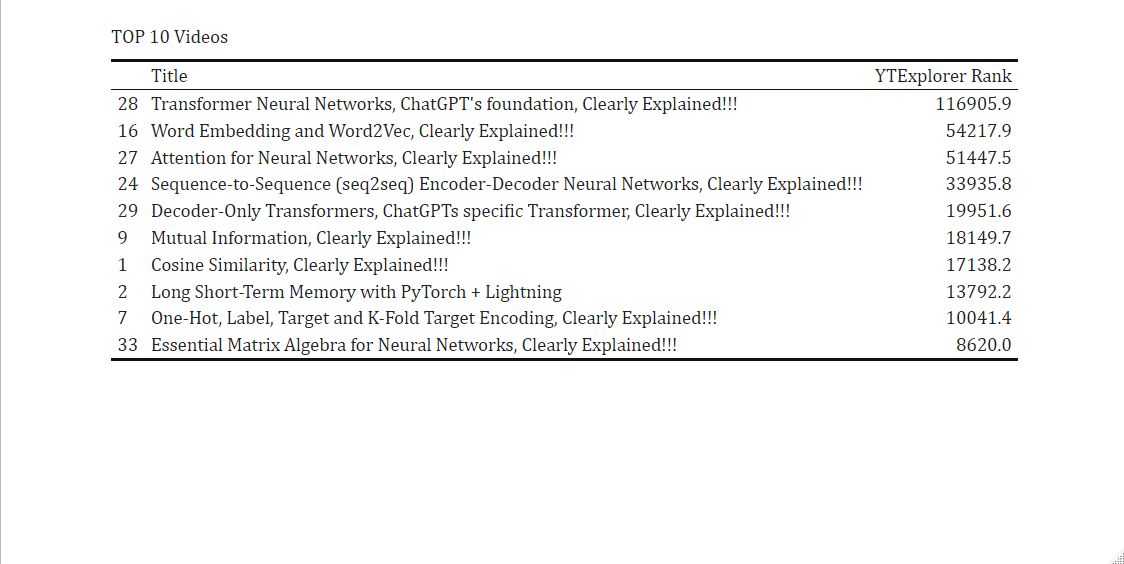 TOP 10 Videos
Title YTExplorer Rank
28 Transformer Neural Networks, ChatGPT's foundation, Clearly Explained!!! 116905.9
16 Word Embedding and Word2Vec, Clearly Explained!!! 54217.9
27 Attention for Neural Networks, Clearly Explained!!! 51447.5
24 Sequence-to-Sequence (seq2seq) Encoder-Decoder Neural Networks, Clearly Explained!!! 33935.8
29 Decoder-Only Transformers, ChatGPTs specific Transformer, Clearly Explained!!! 19951.6
9 Mutual Information, Clearly Explained!!! 18149.7
1 Cosine Similarity, Clearly Explained!!! 17138.2
2 Long Short-Term Memory with PyTorch + Lightning 13792.2
7 One-Hot, Label, Target and K-Fold Target Encoding, Clearly Explained!!! 10041.4
33 Essential Matrix Algebra for Neural Networks, Clearly Explained!!! 8620.0